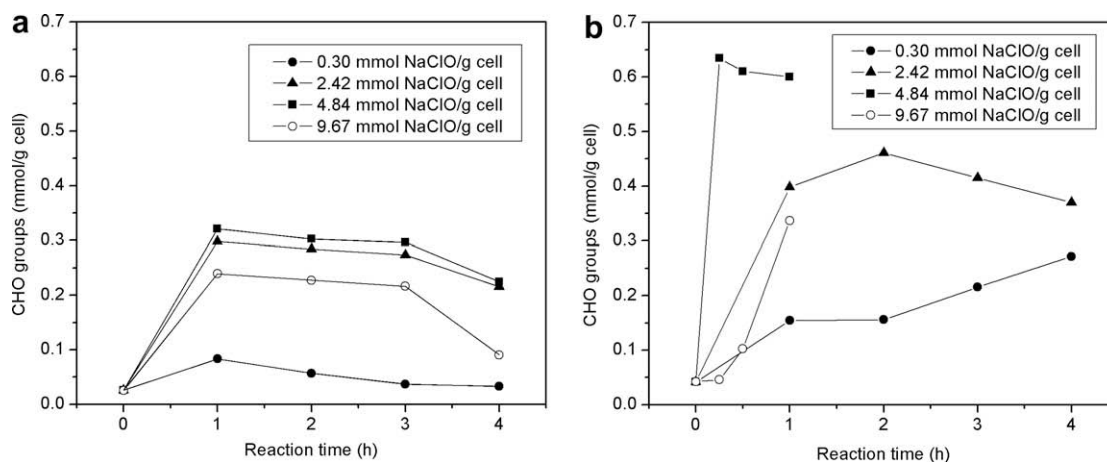 a
0.30 mmol NaClO/g cell
2.42 mmol NaClO/g cell
4.84 mmol NaClO/g cell
9.67 mmol NaClO/g cell
CHO groups (mmol/g cell)
0.7
0.6
0.5
0.4
0.3
0.2
0.1
0.0
0 1 2 3 4
Reaction time (h)
b
0.30 mmol NaClO/g cell
2.42 mmol NaClO/g cell
4.84 mmol NaClO/g cell
9.67 mmol NaClO/g cell
CHO groups (mmol/g cell)
0.7
0.6
0.5
0.4
0.3
0.2
0.1
0.0
0 1 2 3 4
Reaction time (h)